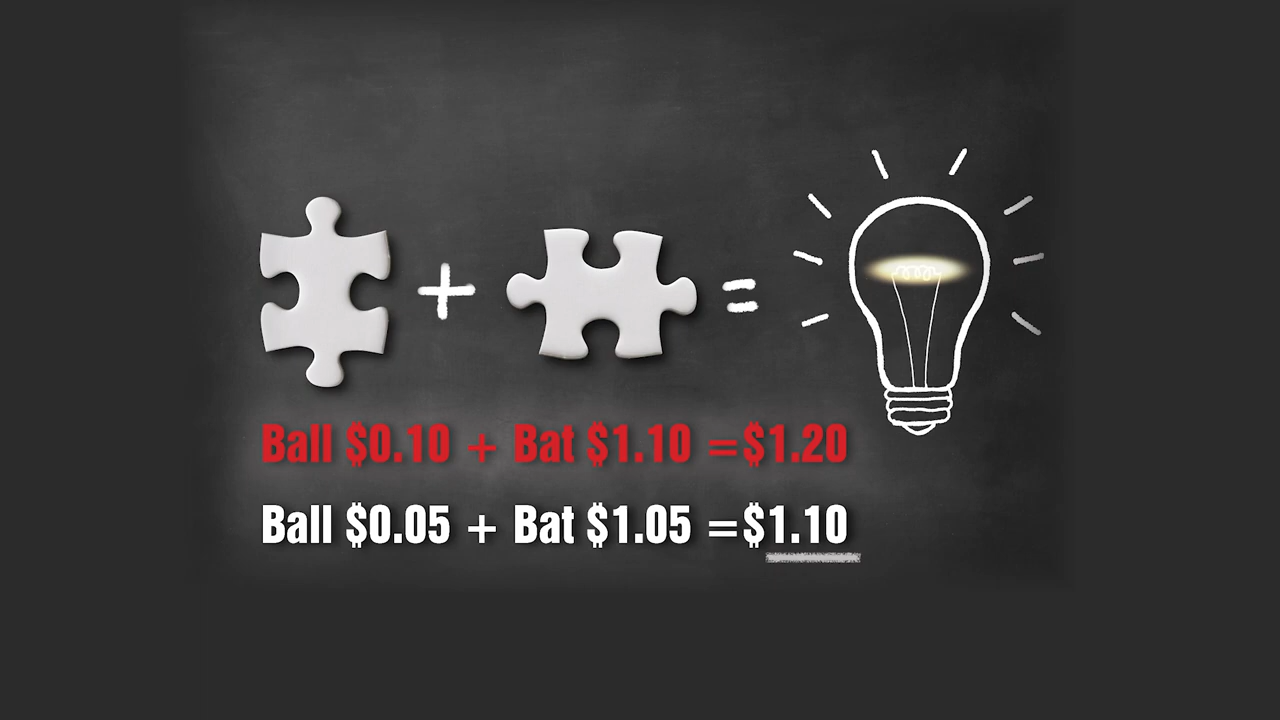 + =
Ball $0.10 + Bat $1.10 =$1.20
Ball $0.05 + Bat $1.05 =$1.10